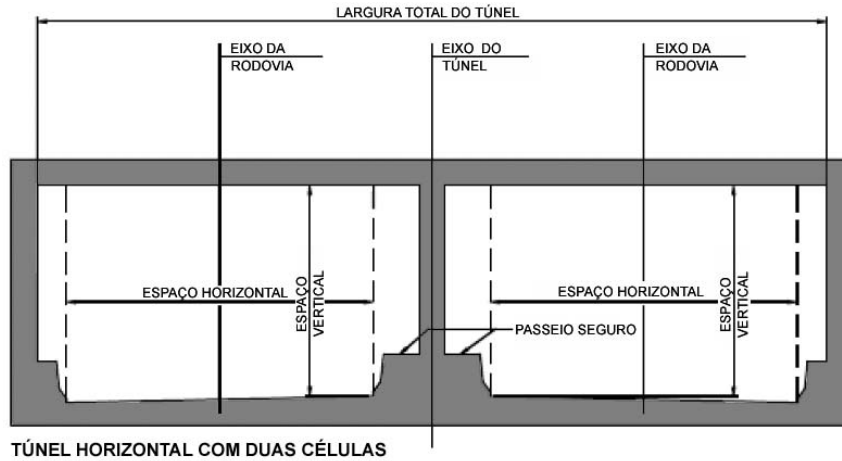 LARGURA TOTAL DO TÚNEL
EIXO DA
RODOVIA
EIXO DO
TÚNEL
EIXO DA
RODOVIA
ESPAÇO HORIZONTAL
ESPAÇO
VERTICAL
ESPAÇO HORIZONTAL
ESPAÇO
VERTICAL
PASSEIO SEGURO
TÚNEL HORIZONTAL COM DUAS CÉLULAS